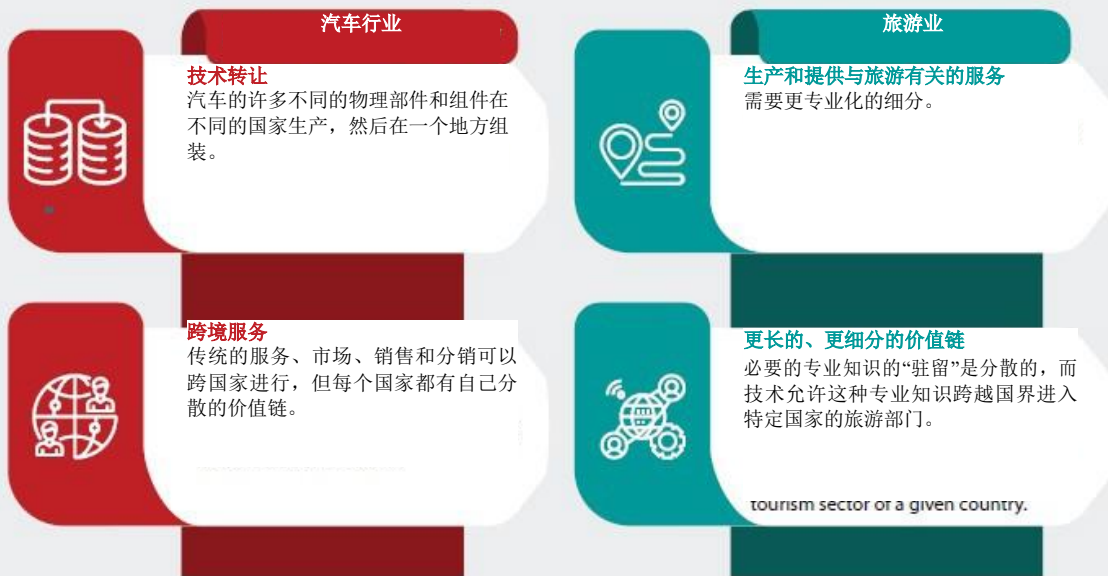 汽车行业
技术转让
汽车的许多不同的物理部件和组件在
不同的国家生产，然后在一个地方组
装。
跨境服务
传统的服务、市场、销售和分销可以
跨国家进行，但每个国家都有自己分
散的价值链。
旅游业
生产和提供与旅游有关的服务
需要更专业化的细分。
更长的、更细分的价值链
必要的专业知识的“驻留”是分散的，而
技术允许这种专业知识跨越国界进入
特定国家的旅游部门。
tourism sector of a given country.